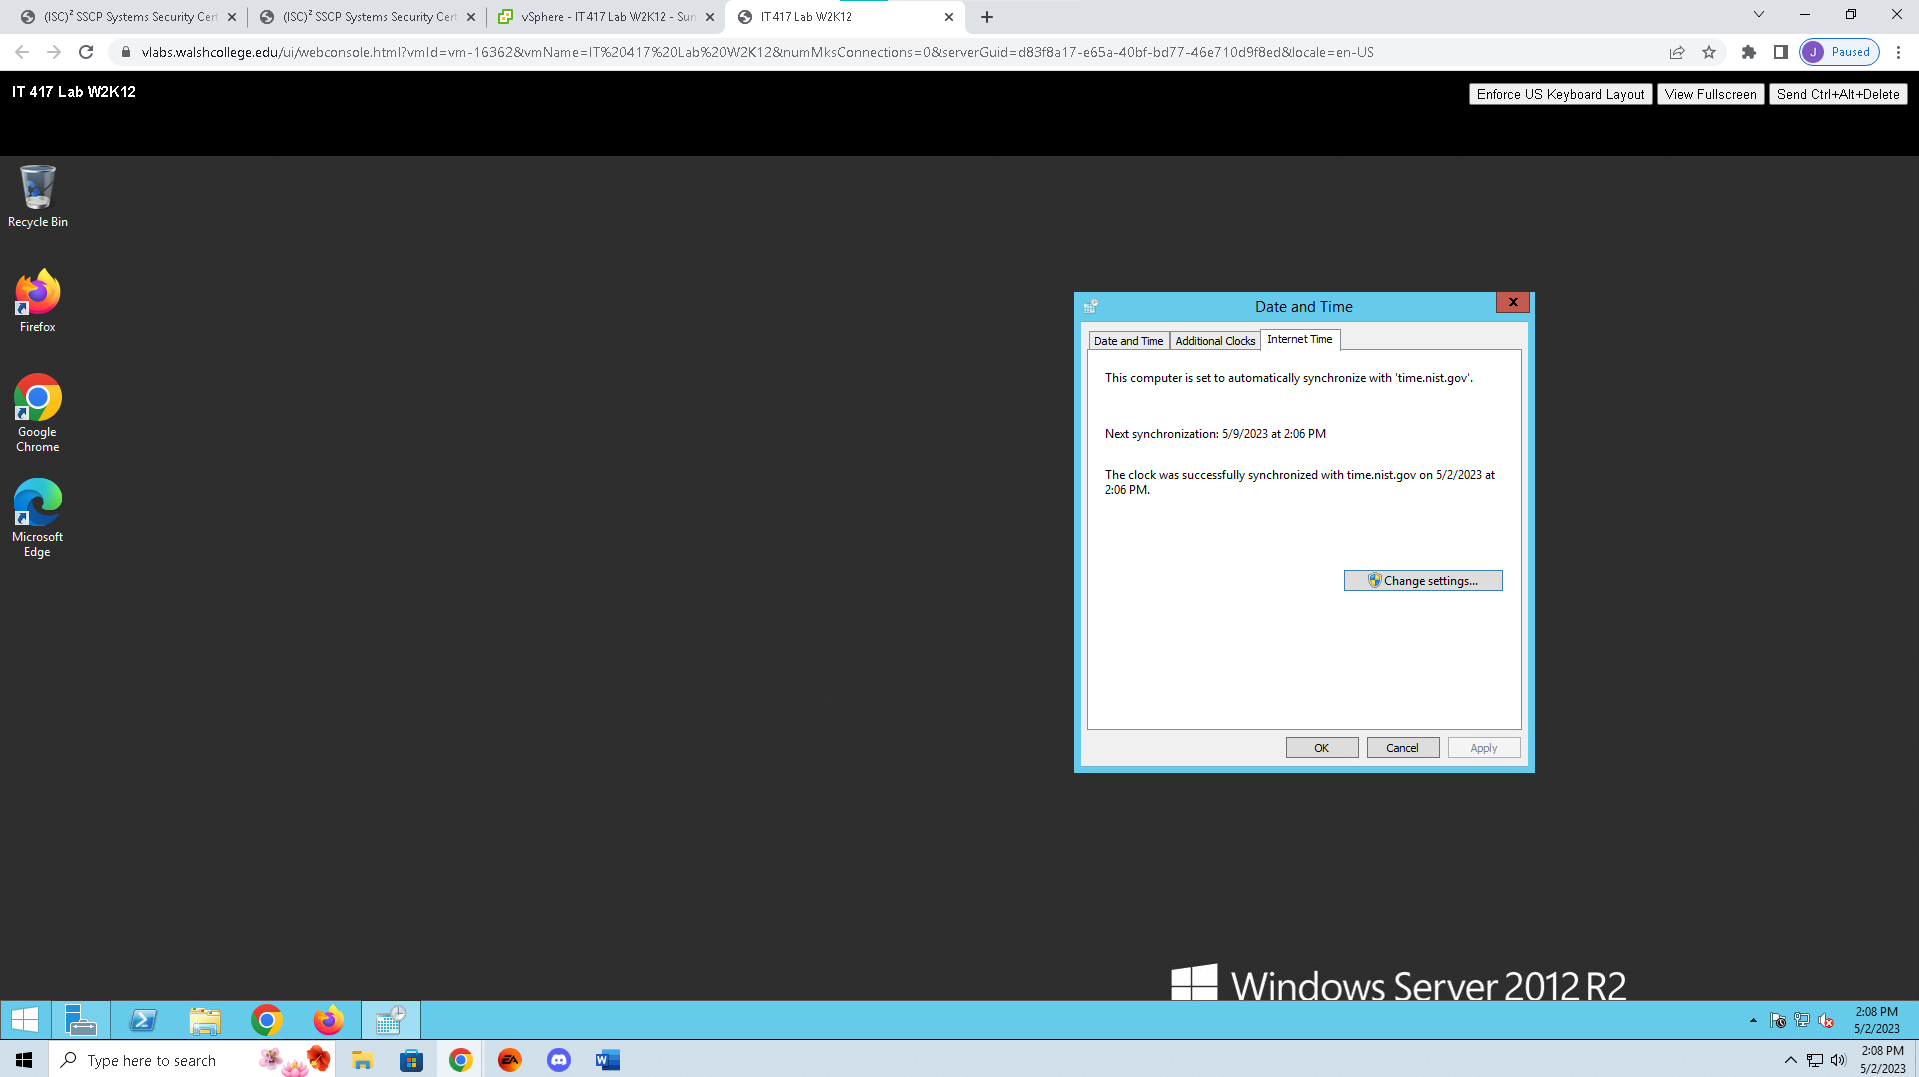 (ISC)² SSCP Systems Security Cert
(ISC)² SSCP Systems Security Cert
vSphere - IT 417 Lab W2K12 - Sum
IT 417 Lab W2K12
vlabs.walshcollege.edu/ui/webconsole.html?vmId=vm-16362&vmName=IT%20417%20Lab%20W2K12&numMksConnections=0&serverGuid=d83f8a17-e65a-40bf-bd77-46e710d9f8ed&locale=en-US
J
Paused
IT 417 Lab W2K12
Enforce US Keyboard Layout
View Fullscreen
Send Ctrl+Alt+Delete
Recycle Bin
Firefox
Google
Chrome
Microsoft
Edge
Date and Time
X
Date and Time
Additional Clocks
Internet Time
This computer is set to automatically synchronize with 'time.nist.gov'.
Next synchronization: 5/9/2023 at 2:06 PM
The clock was successfully synchronized with time.nist.gov on 5/2/2023 at
2:06 PM.
Change settings...
OK
Cancel
Apply
Windows Server 2012 R2
2:08 PM
5/2/2023
Type here to search
EA
W
2:08 PM
5/2/2023